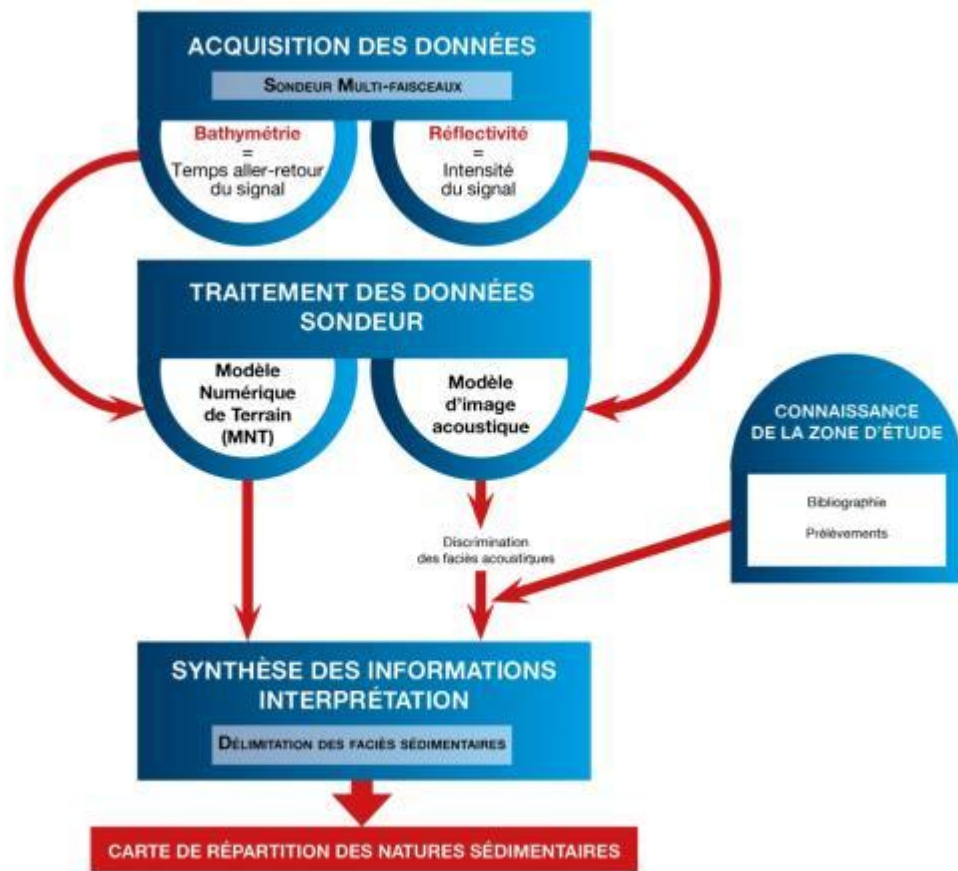 ACQUISITION DES DONNÉES
SONDEUR MULTI-FAISCEAUX
Bathymétrie
=
Temps aller-retour
du signal
Réflectivité
=
Intensité
du signal
TRAITEMENT DES DONNÉES
SONDEUR
Modèle
Numérique
de Terrain
(MNT)
Modèle
d'image
acoustique
CONNAISSANCE
DE LA ZONE D'ÉTUDE
Bibliographie
Prélèvements
Discrimination
des faciès acoustiques
SYNTHÈSE DES INFORMATIONS
INTERPRÉTATION
DÉLIMITATION DES FACIÈS SÉDIMENTAIRES
CARTE DE RÉPARTITION DES NATURES SÉDIMENTAIRES